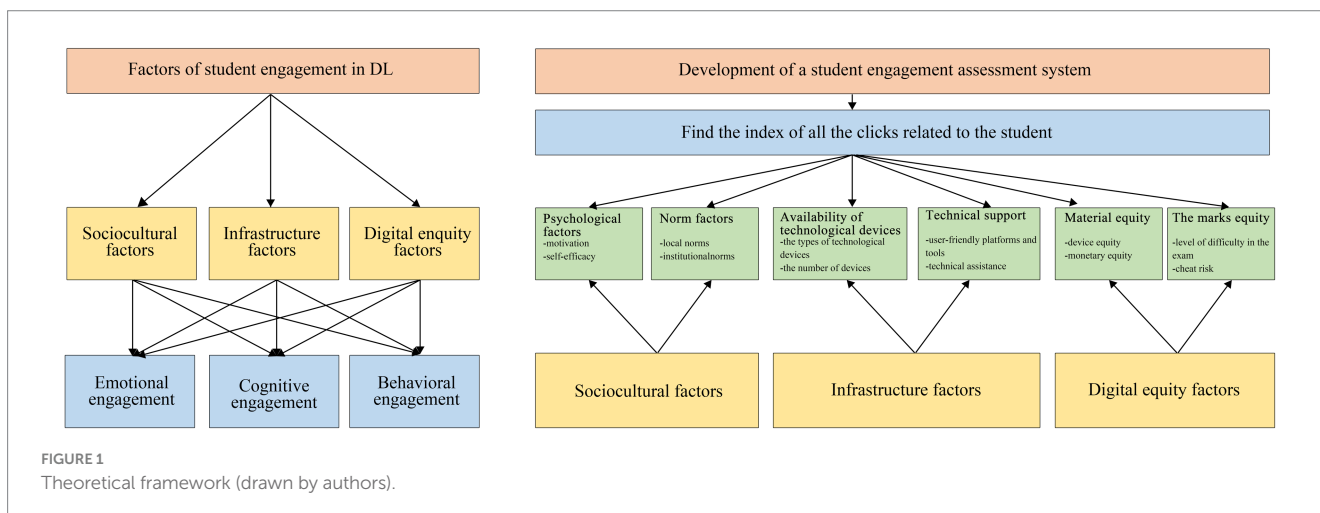 Factors of student engagement in DL
Sociocultural
factors
Infrastructure
factors
Digital enquity
factors
Emotional
engagement
Cognitive
engagement
Behavioral
engagement
Development of a student engagement assessment system
Find the index of all the clicks related to the student
Psychological
factors
-motivation
-self-efficacy
Norm factors
-local norms
-institutionalnorms
Availability of
technological devices
-the types of technological
devices
-the number of devices
Technical support
-user-friendly platforms and
tools
-technical assistance
Material equity
-device equity
-monetary equity
The marks equity
-level of difficulty in the
exam
-cheat risk
Sociocultural factors
Infrastructure factors
Digital equity factors
FIGURE 1
Theoretical framework (drawn by authors).